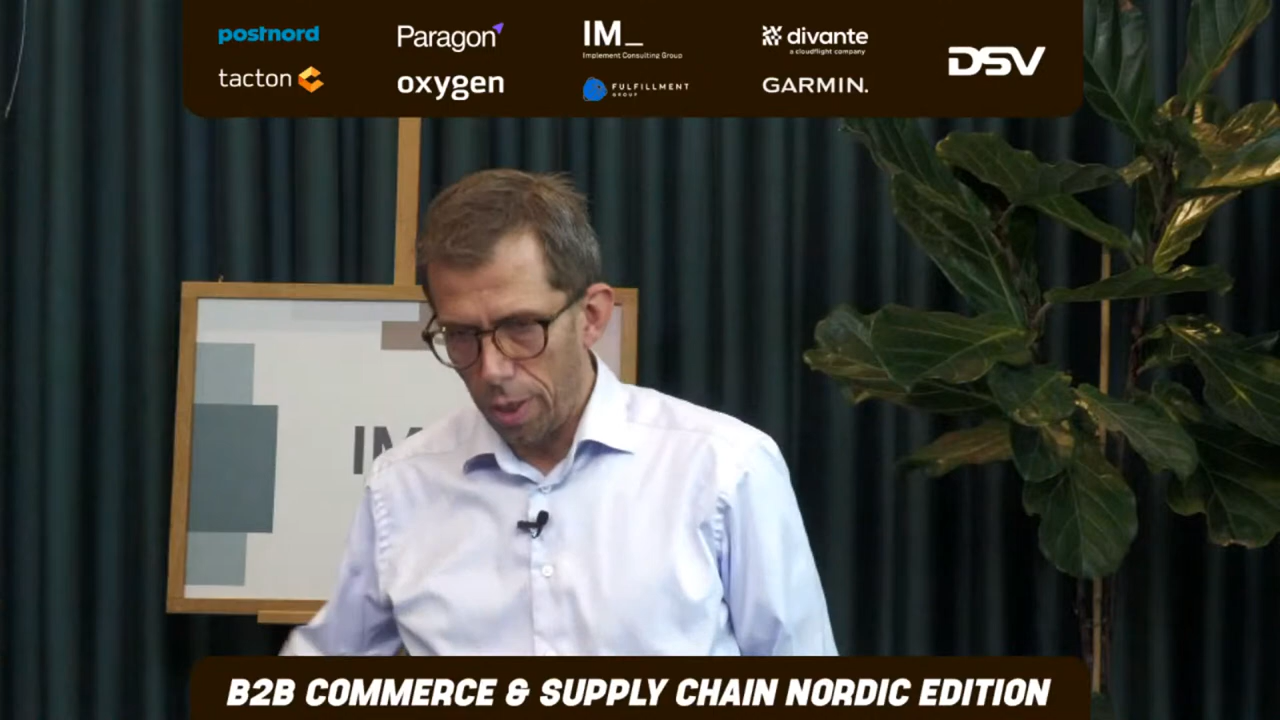 postnord
Paragon
IM_
Implement Consulting Group
divante
a cloudflight company
DSV
tacton
oxygen
FULFILLMENT
GROUP
GARMIN.
IM
B2B COMMERCE & SUPPLY CHAIN NORDIC EDITION